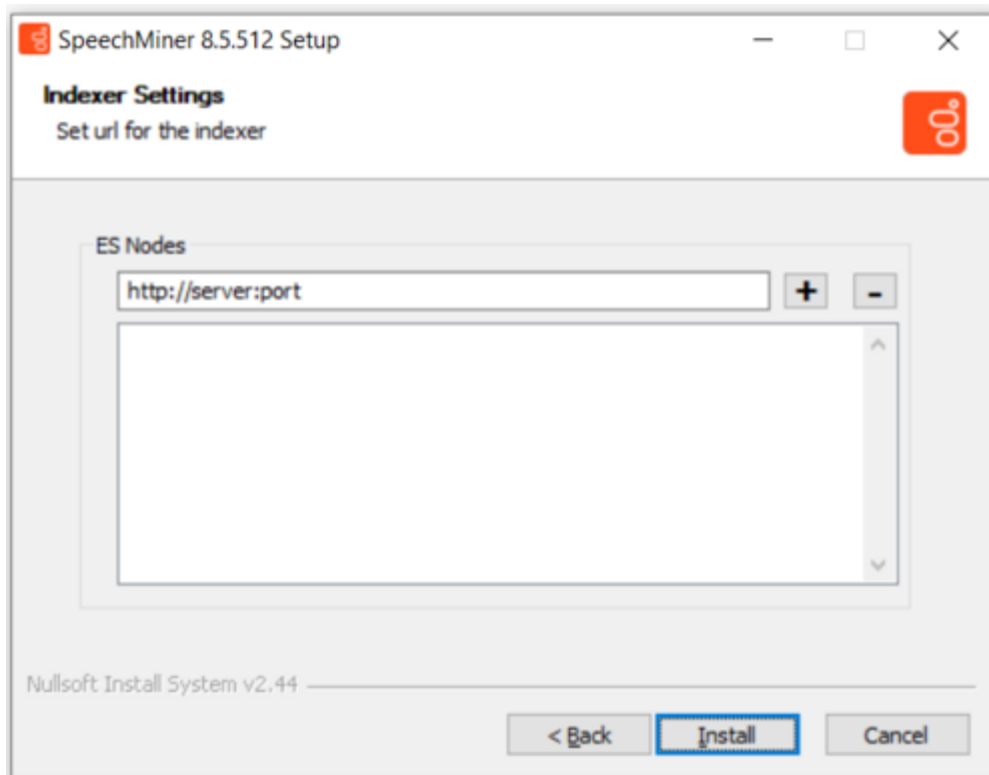 SpeechMiner 8.5.512 Setup
Indexer Settings
Set url for the indexer
ES Nodes
http://server:port
+ -
Nullsoft Install System v2.44
< Back Install Cancel